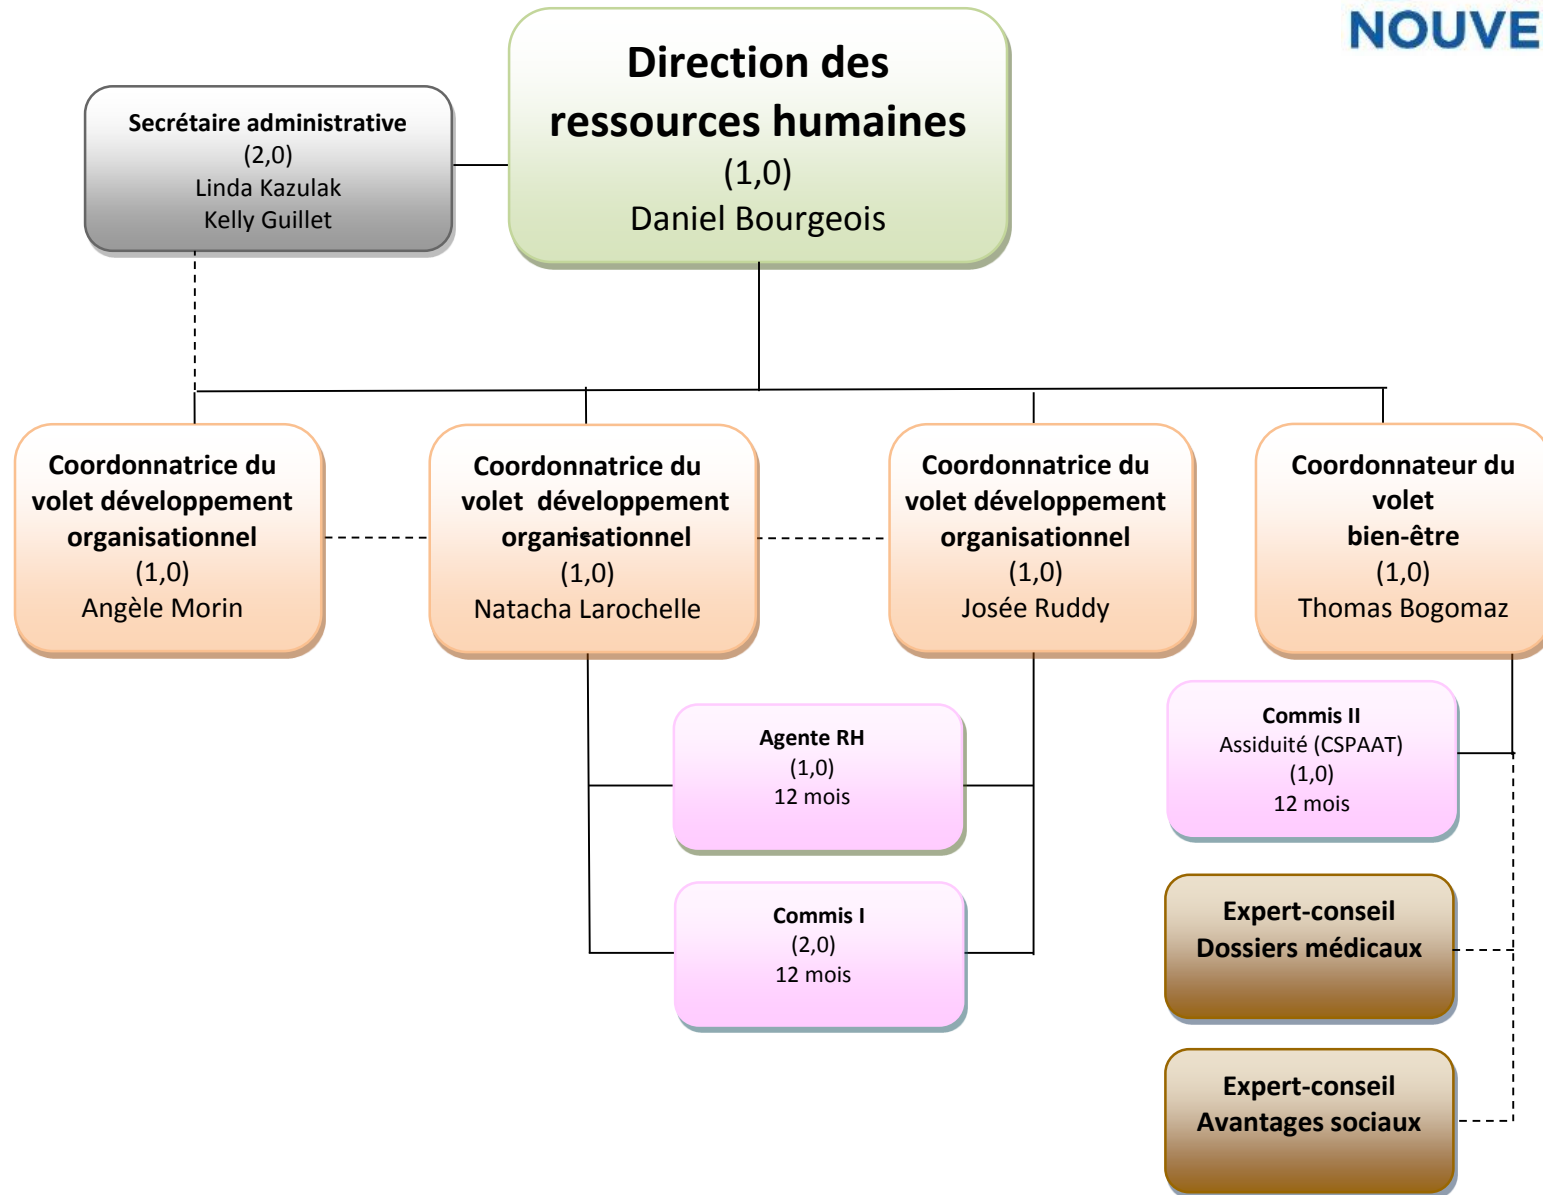 NOUVE
Direction des
ressources humaines
(1,0)
Daniel Bourgeois
Secrétaire administrative
(2,0)
Linda Kazulak
Kelly Guillet
Coordonnatrice du
volet développement
organisationnel
(1,0)
Angèle Morin
Coordonnatrice du
volet développement
organisationnel
(1,0)
Natacha Larochelle
Coordonnatrice du
volet développement
organisationnel
(1,0)
Josée Ruddy
Coordonnateur du
volet
bien-être
(1,0)
Thomas Bogomaz
Agente RH
(1,0)
12 mois
Commis I
(2,0)
12 mois
Commis II
Assiduité (CSPAAT)
(1,0)
12 mois
Expert-conseil
Dossiers médicaux
Expert-conseil
Avantages sociaux